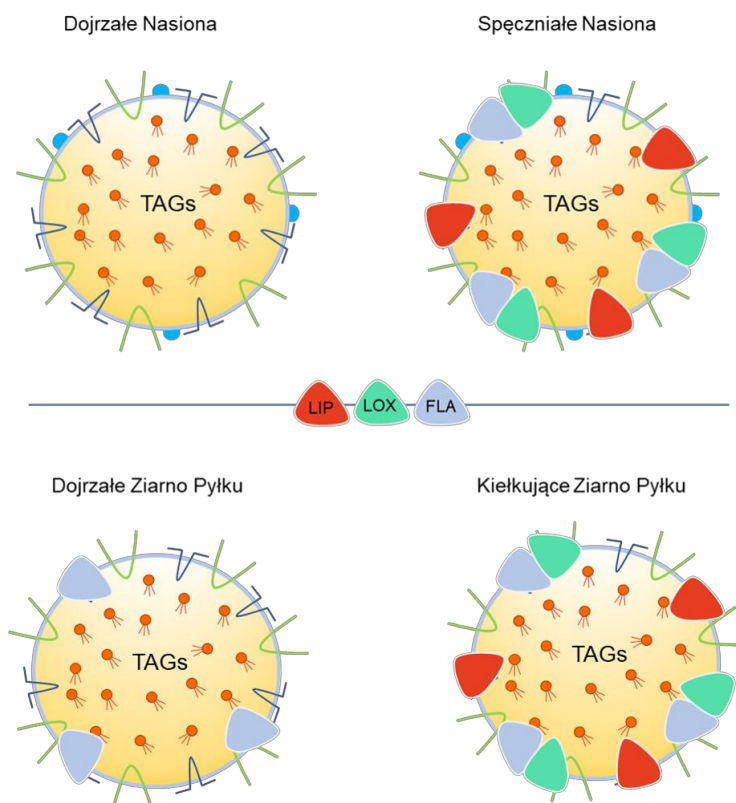 Dojrzałe Nasiona
Spęczniałe Nasiona
TAGs
TAGs
LIP
LOX
FLA
Dojrzałe Ziarno Pyłku
Kiełkujące Ziarno Pyłku
TAGs
TAGs